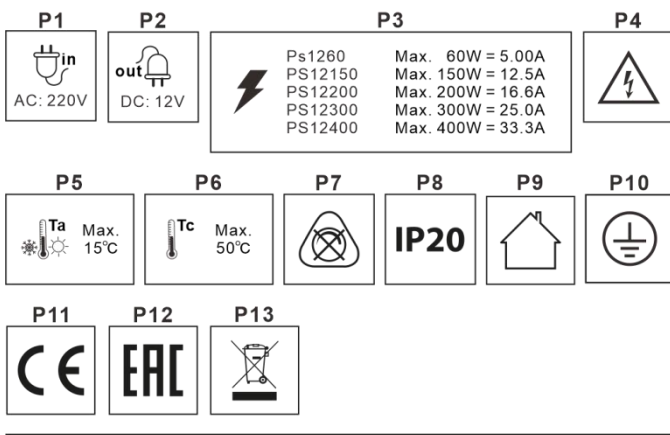 P1
P2
P3
P4
in
AC: 220V
out
DC: 12V
Ps1260 Max. 60W = 5.00A
PS12150 Max. 150W = 12.5A
PS12200 Max. 200W = 16.6A
PS12300 Max. 300W = 25.0A
PS12400 Max. 400W = 33.3A
P5
P6
P7
P8
P9
P10
Ta Max.
15°C
Tc Max.
50°C
IP20
P11
P12
P13
CE
EAC